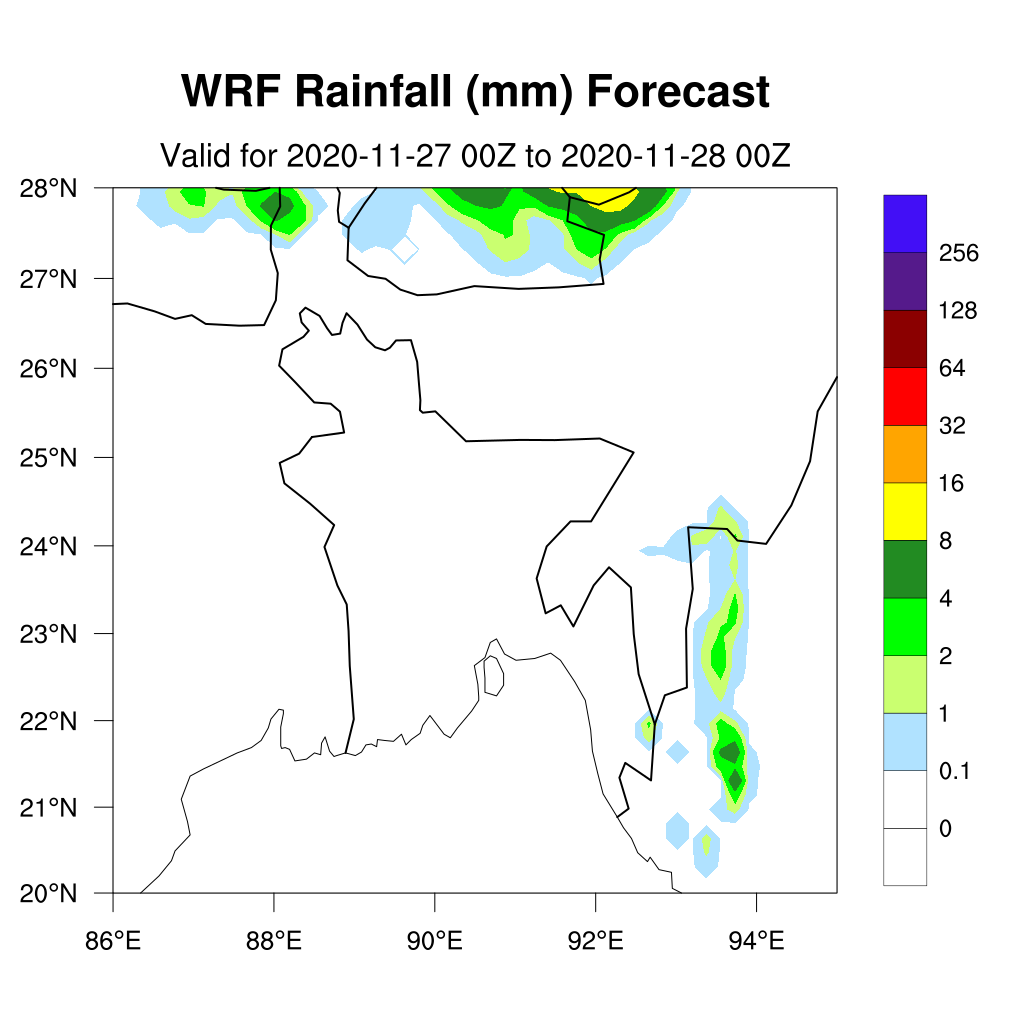 WRF Rainfall (mm) Forecast
Valid for 2020-11-27 00Z to 2020-11-28 00Z
28°N
27°N
26°N
25°N
24°N
23°N
22°N
21°N
20°N
86°E 88°E 90°E 92°E 94°E
256
128
64
32
16
8
4
2
1
0.1
0